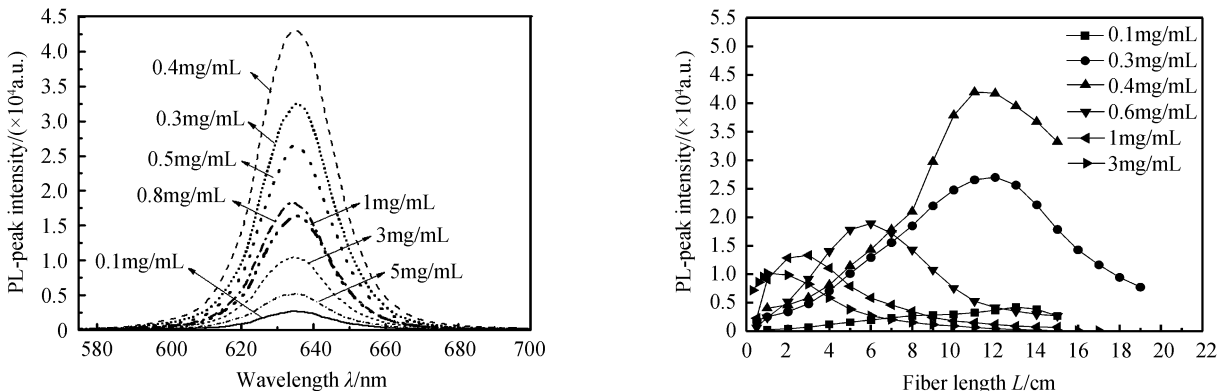 PL-peak intensity/(×10⁴a.u.)
4.5
4.0
3.5
3.0
2.5
2.0
1.5
1.0
0.5
0
0.4mg/mL
0.3mg/mL
0.5mg/mL
0.8mg/mL
1mg/mL
3mg/mL
0.1mg/mL
5mg/mL
580 600 620 640 660 680 700
Wavelength λ/nm
PL-peak intensity/(×10⁴a.u.)
5.5
5.0
4.5
4.0
3.5
3.0
2.5
2.0
1.5
1.0
0.5
0
0.1mg/mL
0.3mg/mL
0.4mg/mL
0.6mg/mL
1mg/mL
3mg/mL
0 2 4 6 8 10 12 14 16 18 20 22
Fiber length L/cm